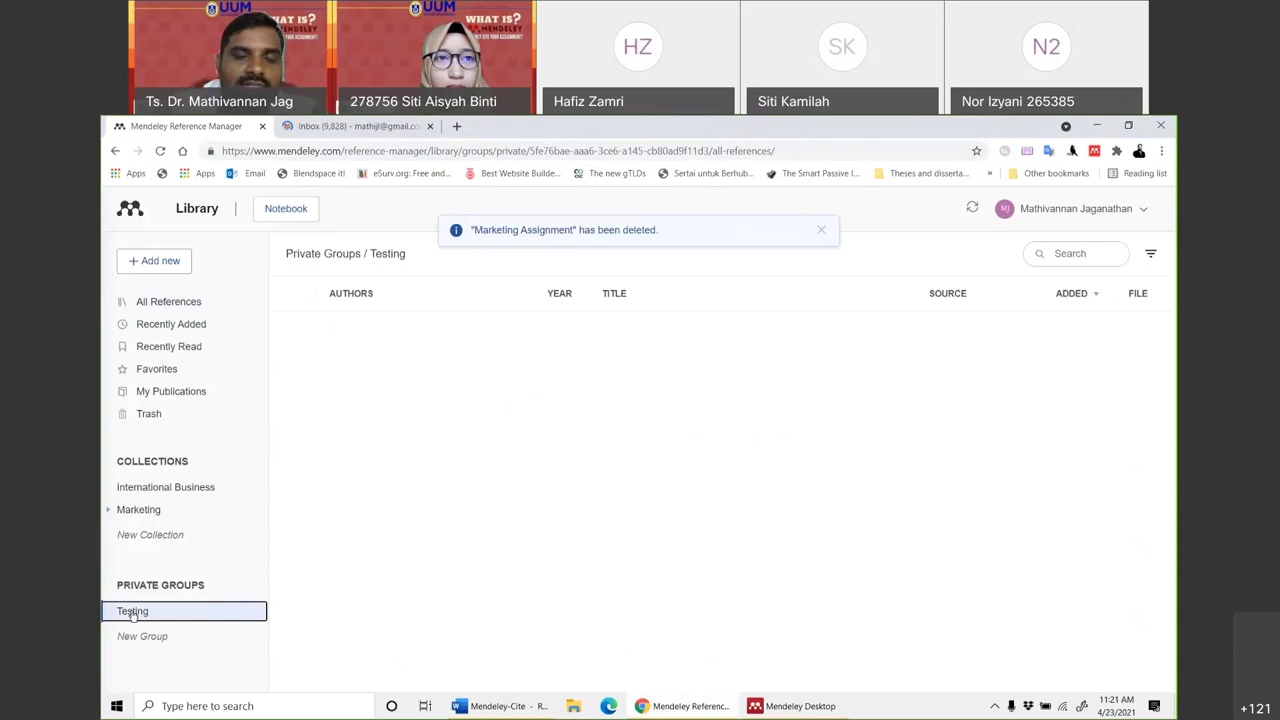 UUM
WHAT IS?
UUM
WHAT IS?
MENDELEY
HZ
SK
N2
Ts. Dr. Mathivannan Jag
278756 Siti Aisyah Binti
Hafiz Zamri
Siti Kamilah
Nor Izyani 265385
Mendeley Reference Manager
Inbox (9,828) - mathijl@gmail.co
https://www.mendeley.com/reference-manager/library/groups/private/5fe76bae-aaa6-3ce6-a145-cb80ad9f11d3/all-references/
Apps
Apps
Email
Blendspace it!
eSurv.org: Free and...
Best Website Builde...
The new gTLDs
Sertai untuk Berhub...
The Smart Passive I...
Theses and disserta...
»
Other bookmarks
Reading list
Library
Notebook
"Marketing Assignment" has been deleted.
MJ
Mathivannan Jaganathan
+ Add new
Private Groups / Testing
Search
AUTHORS
YEAR
TITLE
SOURCE
ADDED
FILE
All References
Recently Added
Recently Read
Favorites
My Publications
Trash
COLLECTIONS
International Business
Marketing
New Collection
PRIVATE GROUPS
Testing
New Group
Type here to search
Mendeley-Cite - R...
Mendeley Referenc...
Mendeley Desktop
11:21 AM
4/23/2021
+121